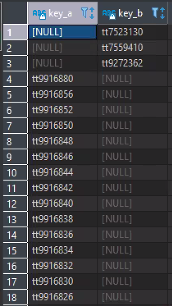 ABC key_a ABC key_b
1 [NULL] tt7523130
2 [NULL] tt7559410
3 [NULL] tt9272362
4 tt9916880 [NULL]
5 tt9916856 [NULL]
6 tt9916852 [NULL]
7 tt9916850 [NULL]
8 tt9916848 [NULL]
9 tt9916846 [NULL]
10 tt9916844 [NULL]
11 tt9916842 [NULL]
12 tt9916840 [NULL]
13 tt9916838 [NULL]
14 tt9916836 [NULL]
15 tt9916834 [NULL]
16 tt9916832 [NULL]
17 tt9916830 [NULL]
18 tt9916826 [NULL]